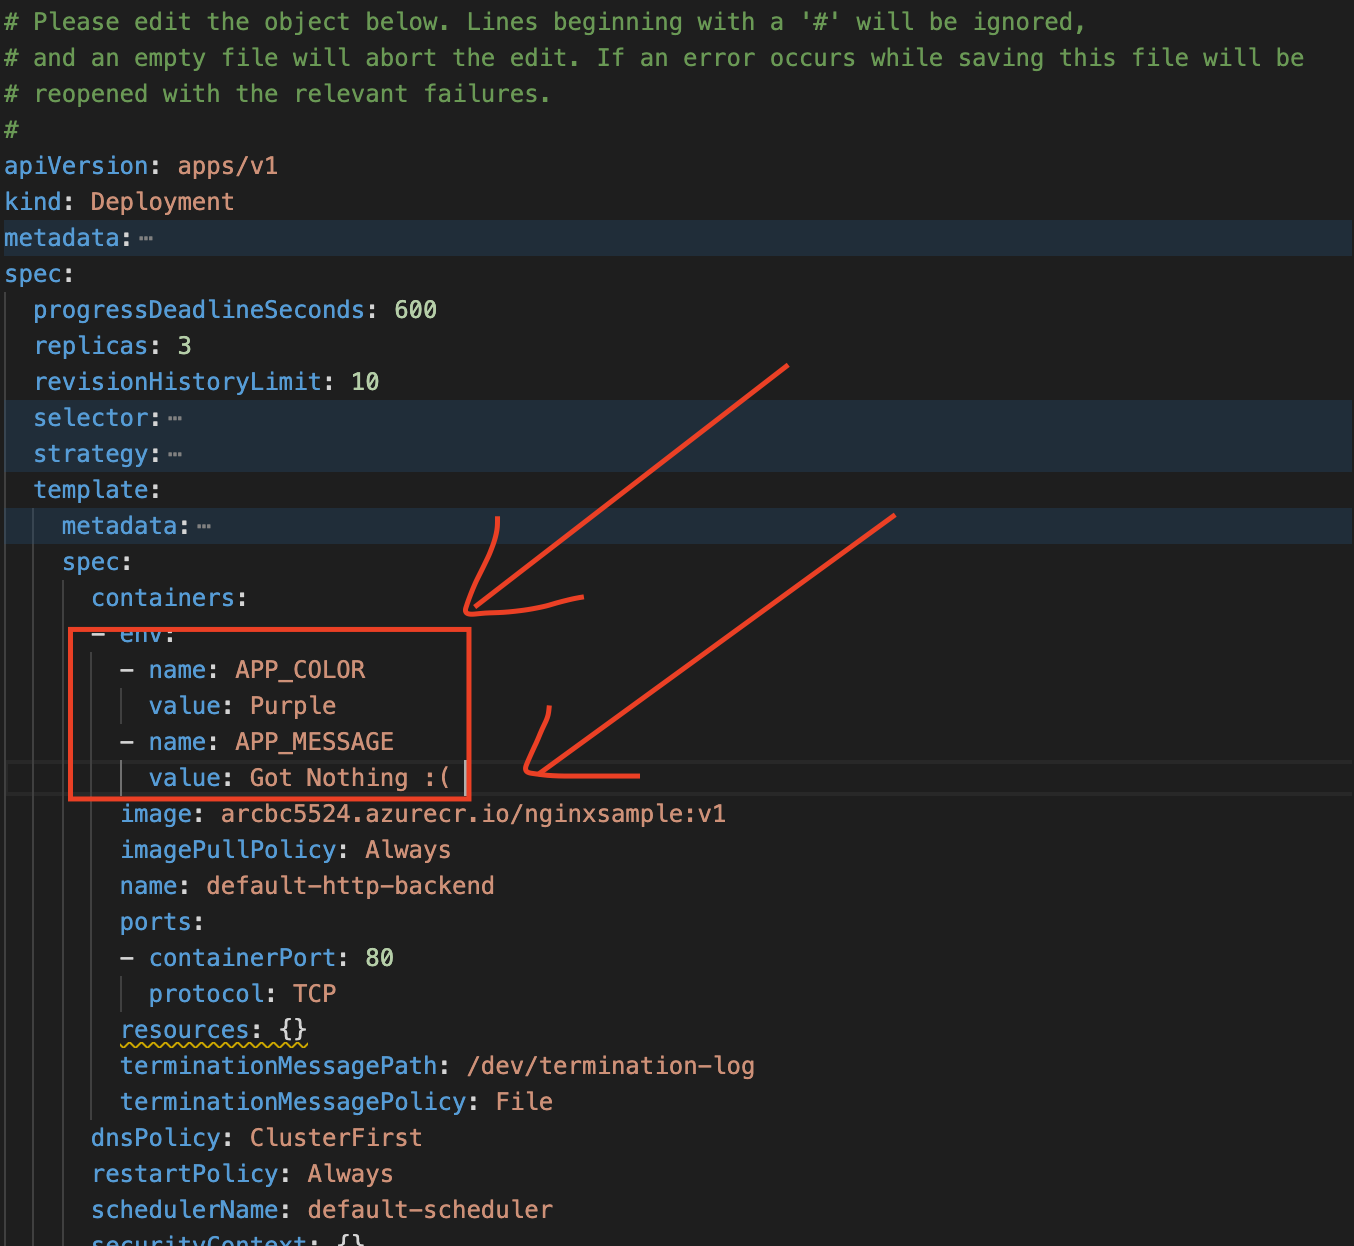 # Please edit the object below. Lines beginning with a '#' will be ignored,
# and an empty file will abort the edit. If an error occurs while saving this file will be
# reopened with the relevant failures.
#
apiVersion: apps/v1
kind: Deployment
metadata:⋯
spec:
  progressDeadlineSeconds: 600
  replicas: 3
  revisionHistoryLimit: 10
  selector:⋯
  strategy:⋯
  template:
    metadata:⋯
    spec:
      containers:
      - env:
        - name: APP_COLOR
          value: Purple
        - name: APP_MESSAGE
          value: Got Nothing :(
        image: arcbc5524.azurecr.io/nginxsample:v1
        imagePullPolicy: Always
        name: default-http-backend
        ports:
        - containerPort: 80
          protocol: TCP
        resources: {}
        terminationMessagePath: /dev/termination-log
        terminationMessagePolicy: File
      dnsPolicy: ClusterFirst
      restartPolicy: Always
      schedulerName: default-scheduler
      securityContext: {}